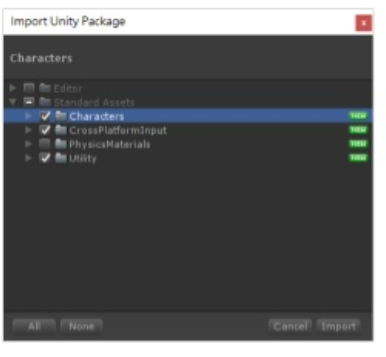 Import Unity Package
x
Characters
Editor
Standard Assets
Characters NEW
CrossPlatformInput NEW
PhysicsMaterials NEW
Utility NEW
All None Cancel Import